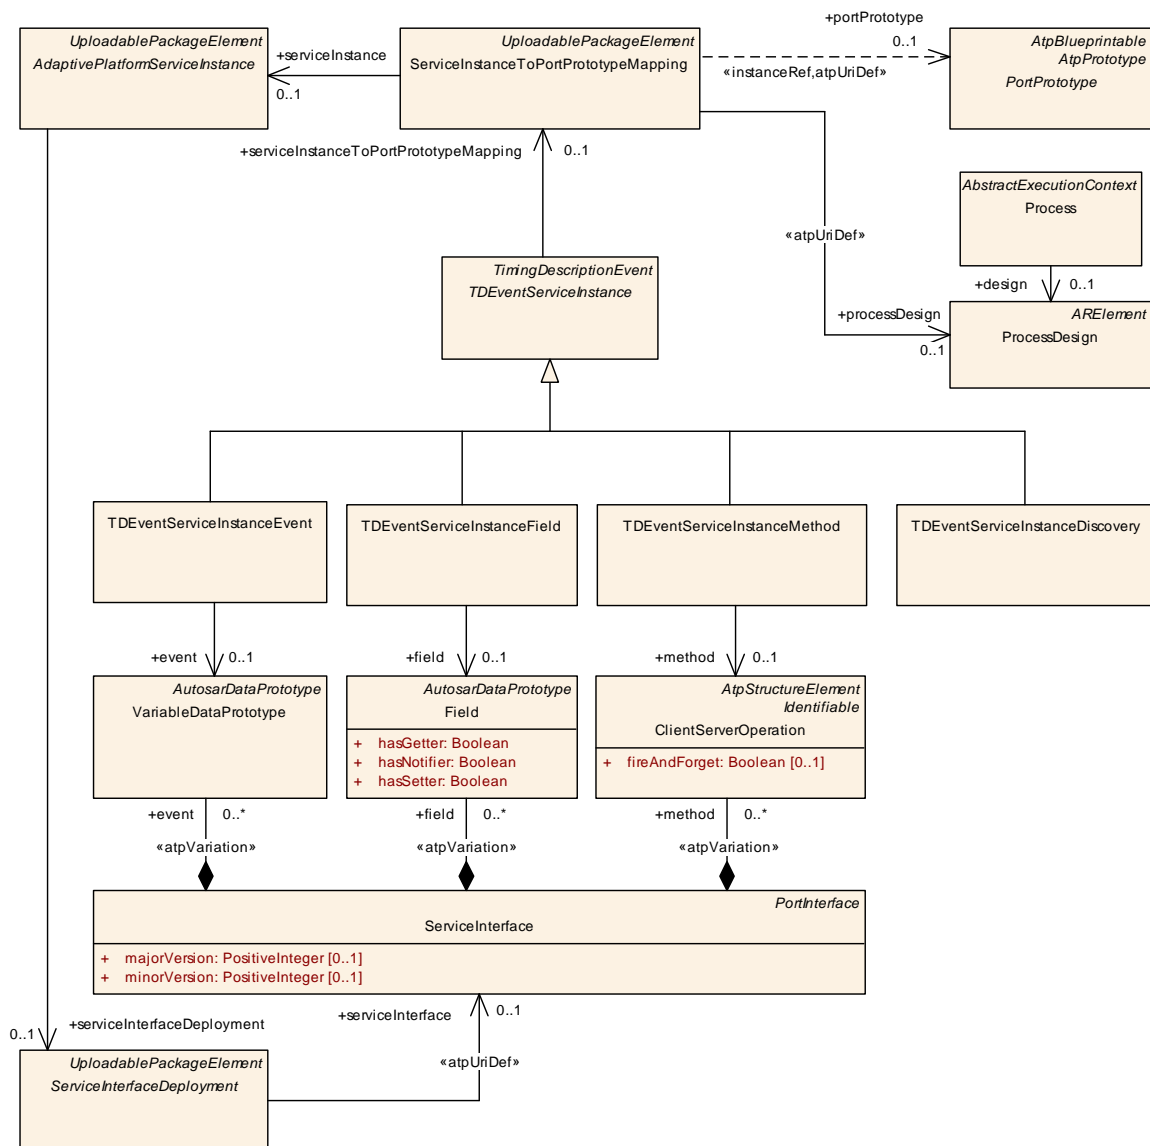 +portPrototype
UploadablePackageElement
AdaptivePlatformServiceInstance
+serviceInstance
0..1
UploadablePackageElement
ServiceInstanceToPortPrototypeMapping
0..1
«instanceRef,atpUriDef»
AtpBlueprintable
AtpPrototype
PortPrototype
+serviceInstanceToPortPrototypeMapping
0..1
AbstractExecutionContext
Process
«atpUriDef»
+design
0..1
TimingDescriptionEvent
TDEventServiceInstance
+processDesign
0..1
ARElement
ProcessDesign
TDEventServiceInstanceEvent
TDEventServiceInstanceField
TDEventServiceInstanceMethod
TDEventServiceInstanceDiscovery
+event
0..1
+field
0..1
+method
0..1
AutosarDataPrototype
VariableDataPrototype
AutosarDataPrototype
Field
+ hasGetter: Boolean
+ hasNotifier: Boolean
+ hasSetter: Boolean
AtpStructureElement
Identifiable
ClientServerOperation
+ fireAndForget: Boolean [0..1]
+event
0..*
«atpVariation»
+field
0..*
«atpVariation»
+method
0..*
«atpVariation»
PortInterface
ServiceInterface
+ majorVersion: PositiveInteger [0..1]
+ minorVersion: PositiveInteger [0..1]
+serviceInterface
0..1
+serviceInterfaceDeployment
0..1
«atpUriDef»
UploadablePackageElement
ServiceInterfaceDeployment